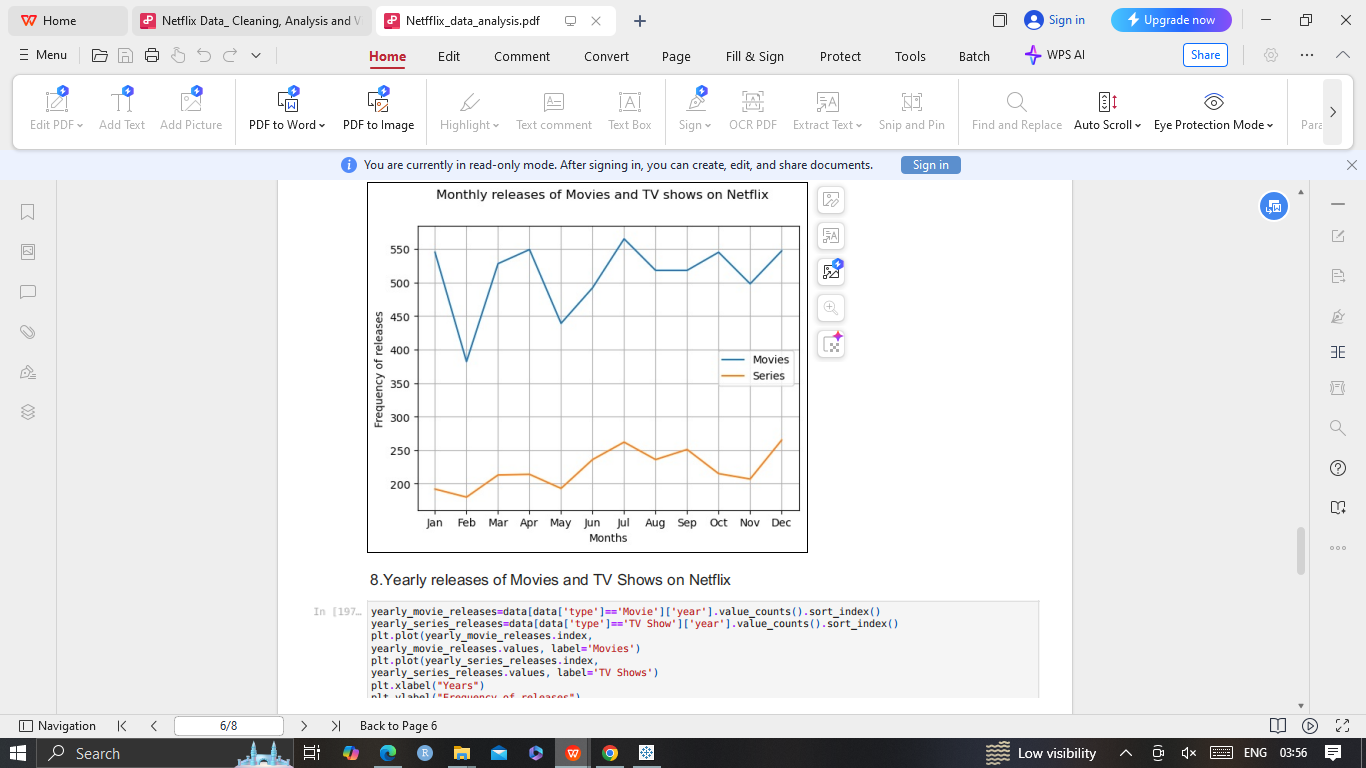 Home
Netflix Data_ Cleaning, Analysis and V
Netfflix_data_analysis.pdf
Sign in
Upgrade now
Menu
Home
Edit
Comment
Convert
Page
Fill & Sign
Protect
Tools
Batch
WPS AI
Share
Edit PDF
Add Text
Add Picture
PDF to Word
PDF to Image
Highlight
Text comment
Text Box
Sign
OCR PDF
Extract Text
Snip and Pin
Find and Replace
Auto Scroll
Eye Protection Mode
Para
You are currently in read-only mode. After signing in, you can create, edit, and share documents.
Sign in
Monthly releases of Movies and TV shows on Netflix
Frequency of releases
550
500
450
400
350
300
250
200
Movies
Series
Jan Feb Mar Apr May Jun Jul Aug Sep Oct Nov Dec
Months
8.Yearly releases of Movies and TV Shows on Netflix
In [197...
yearly_movie_releases=data[data['type']=='Movie']['year'].value_counts().sort_index()
yearly_series_releases=data[data['type']=='TV Show']['year'].value_counts().sort_index()
plt.plot(yearly_movie_releases.index,
yearly_movie_releases.values, label='Movies')
plt.plot(yearly_series_releases.index,
yearly_series_releases.values, label='TV Shows')
plt.xlabel("Years")
plt.ylabel("Frequency of releases")
Navigation
6/8
Back to Page 6
Search
Low visibility
ENG
03:56